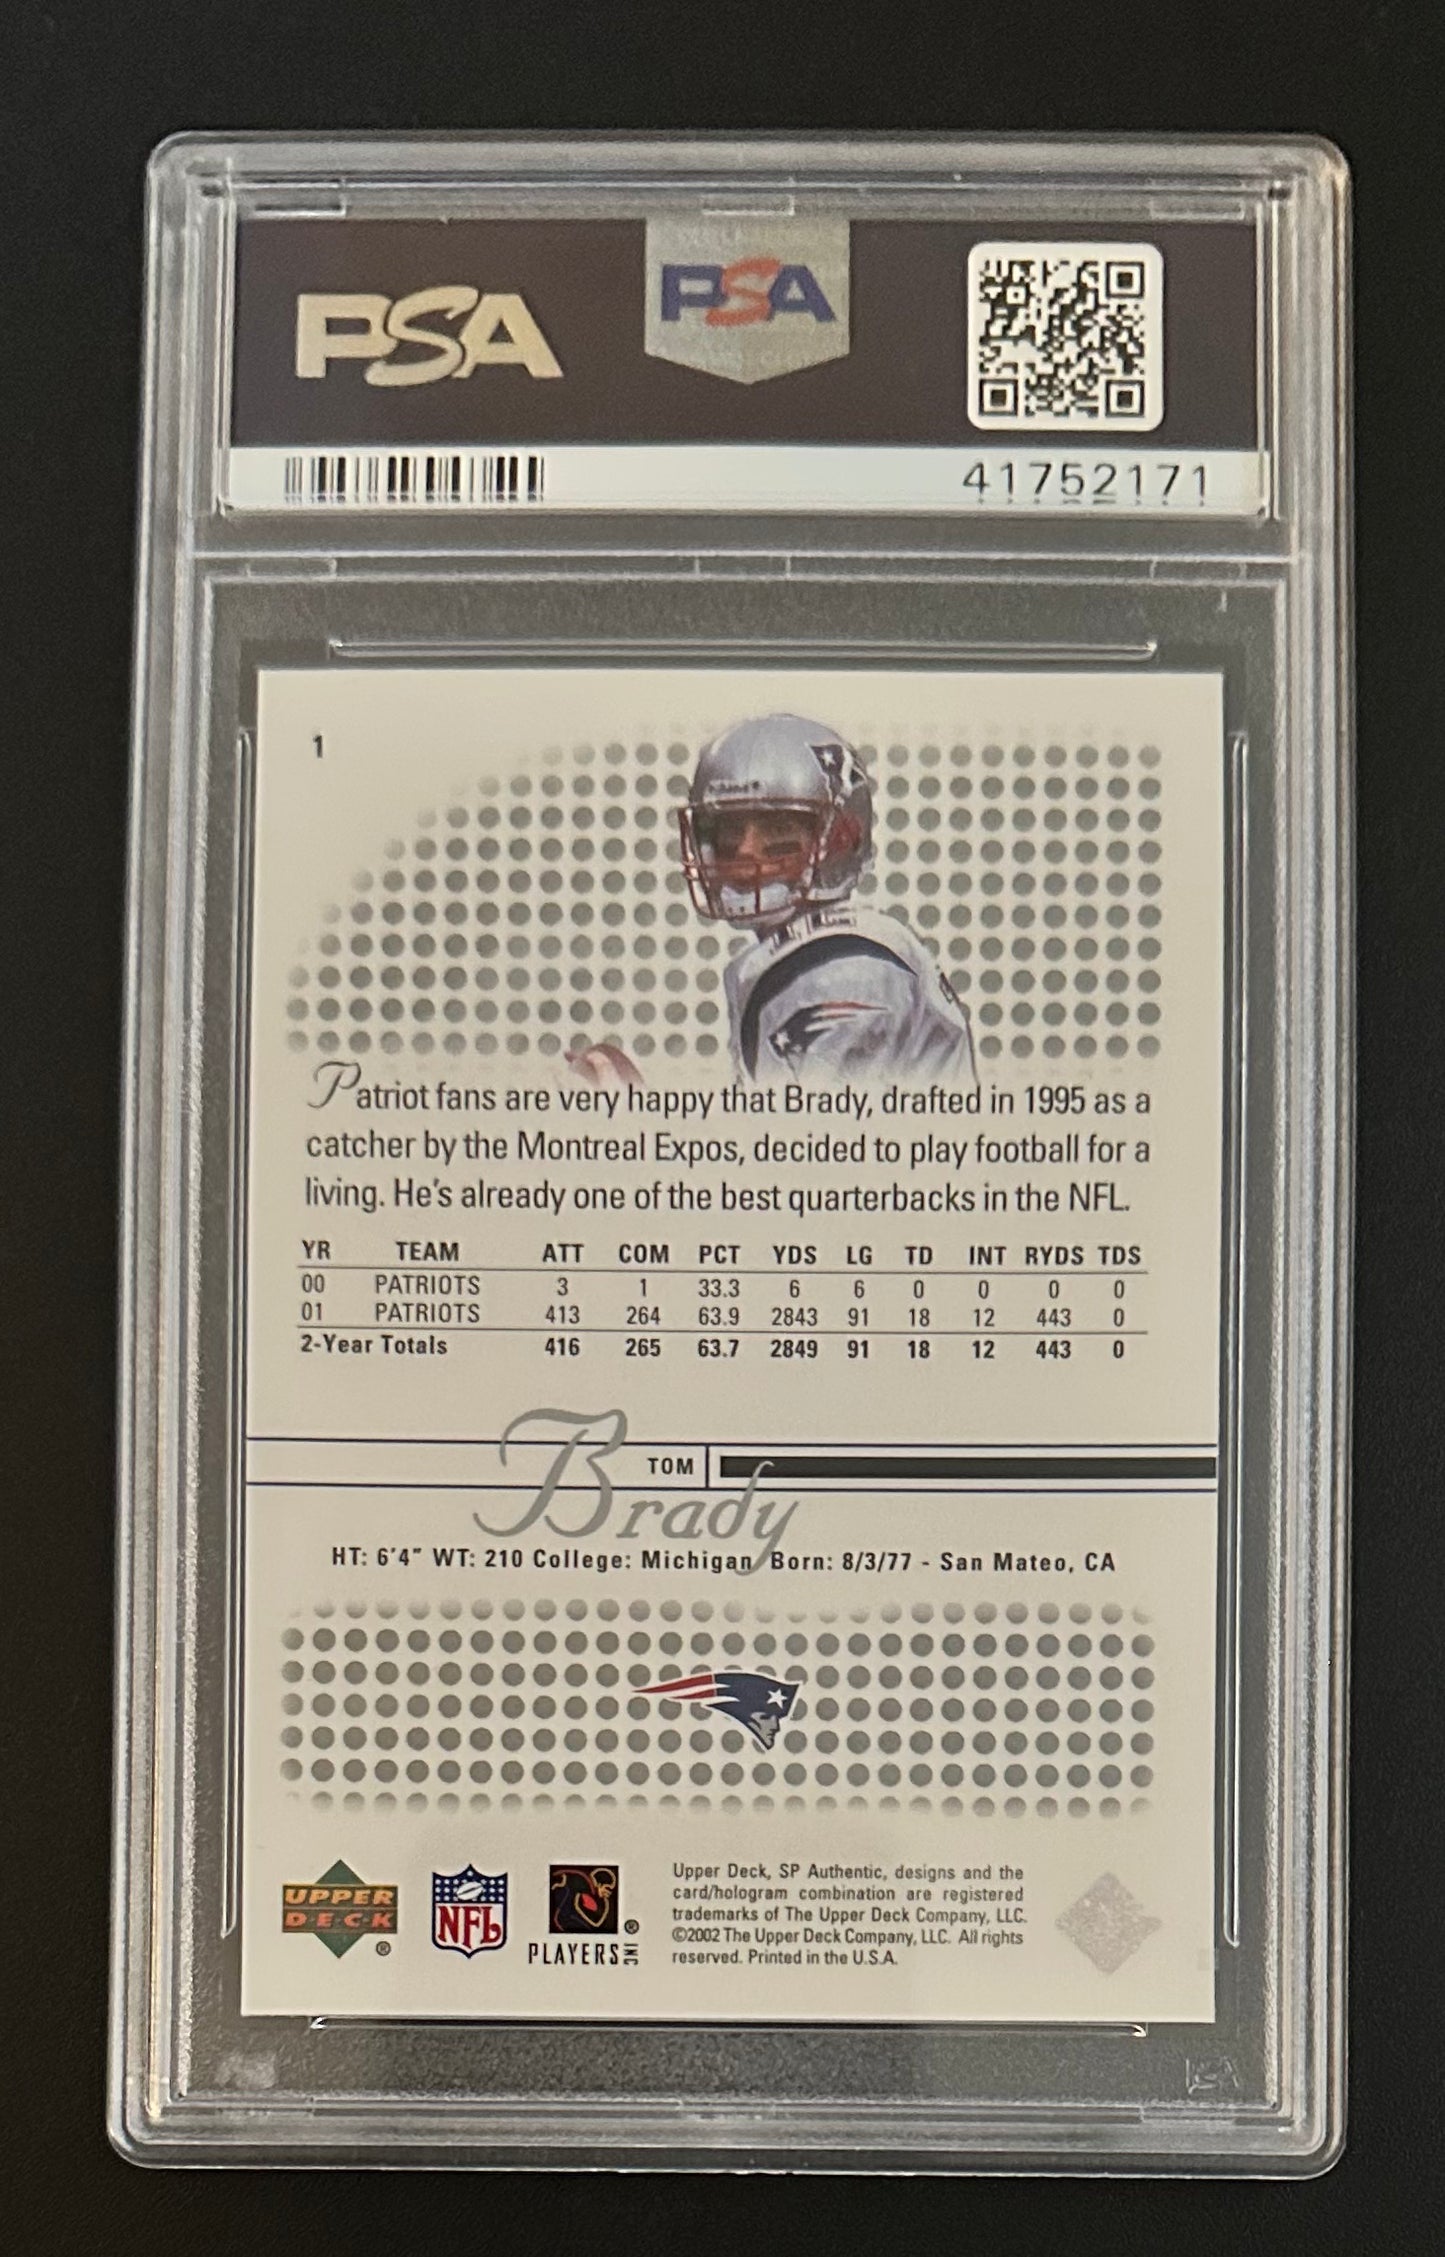 PSA
PSA
41752171
1
Patriot fans are very happy that Brady, drafted in 1995 as a
catcher by the Montreal Expos, decided to play football for a
living. He's already one of the best quarterbacks in the NFL.
YR TEAM ATT COM PCT YDS LG TD INT RYDS TDS
00 PATRIOTS 3 1 33.3 6 6 0 0 0 0
01 PATRIOTS 413 264 63.9 2843 91 18 12 443 0
2-Year Totals 416 265 63.7 2849 91 18 12 443 0
TOM
Brady
HT: 6'4" WT: 210 College: Michigan Born: 8/3/77 - San Mateo, CA
UPPER
DECK
®
NFL
PLAYERS INC ®
Upper Deck, SP Authentic, designs and the
card/hologram combination are registered
trademarks of The Upper Deck Company, LLC.
©2002 The Upper Deck Company, LLC. All rights
reserved. Printed in the U.S.A.
PSA